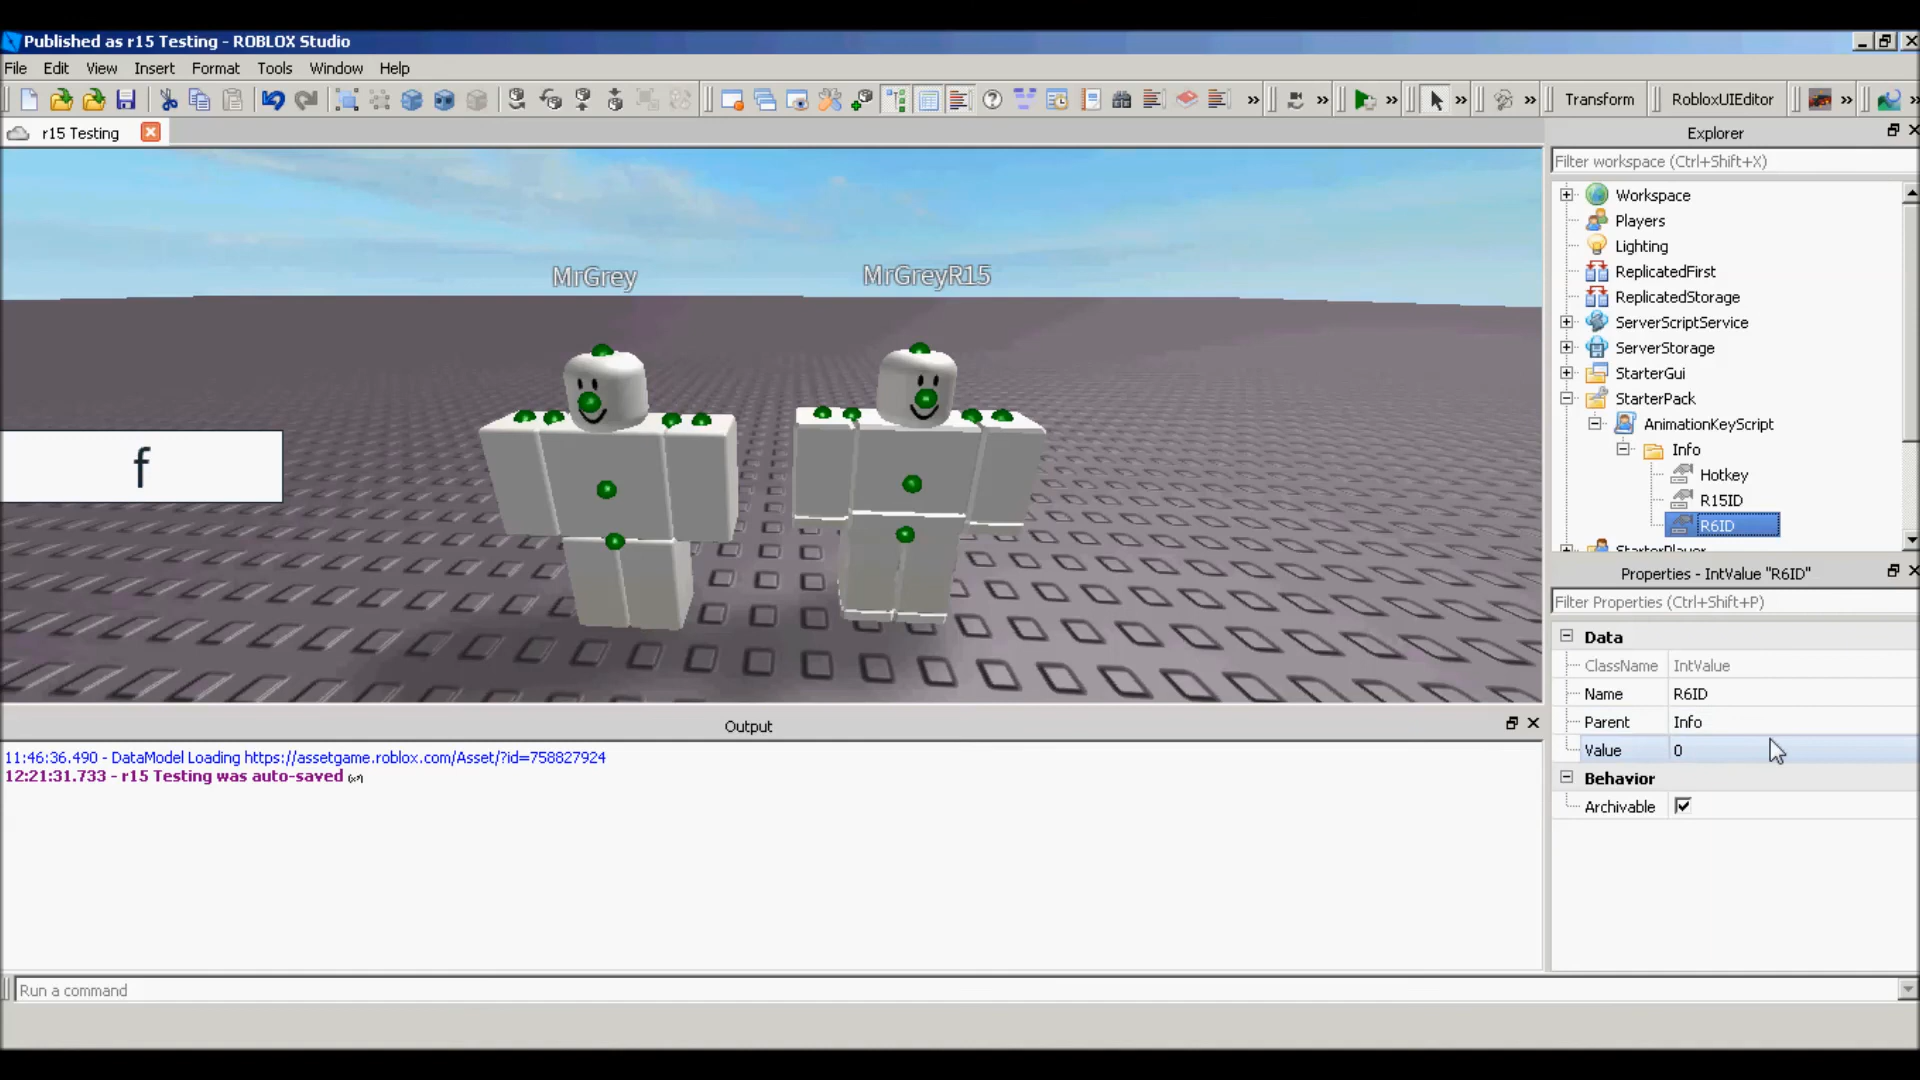 Published as r15 Testing - ROBLOX Studio
File Edit View Insert Format Tools Window Help
Transform RobloxUIEditor
r15 Testing
Explorer
Filter workspace (Ctrl+Shift+X)
Workspace
Players
Lighting
ReplicatedFirst
ReplicatedStorage
ServerScriptService
ServerStorage
StarterGui
StarterPack
AnimationKeyScript
Info
Hotkey
R15ID
R6ID
StarterPlayer
MrGrey
MrGreyR15
f
Properties - IntValue "R6ID"
Filter Properties (Ctrl+Shift+P)
Data
ClassName IntValue
Name R6ID
Parent Info
Value 0
Behavior
Archivable
Output
11:46:36.490 - DataModel Loading https://assetgame.roblox.com/Asset/?id=758827924
12:21:31.733 - r15 Testing was auto-saved
Run a command